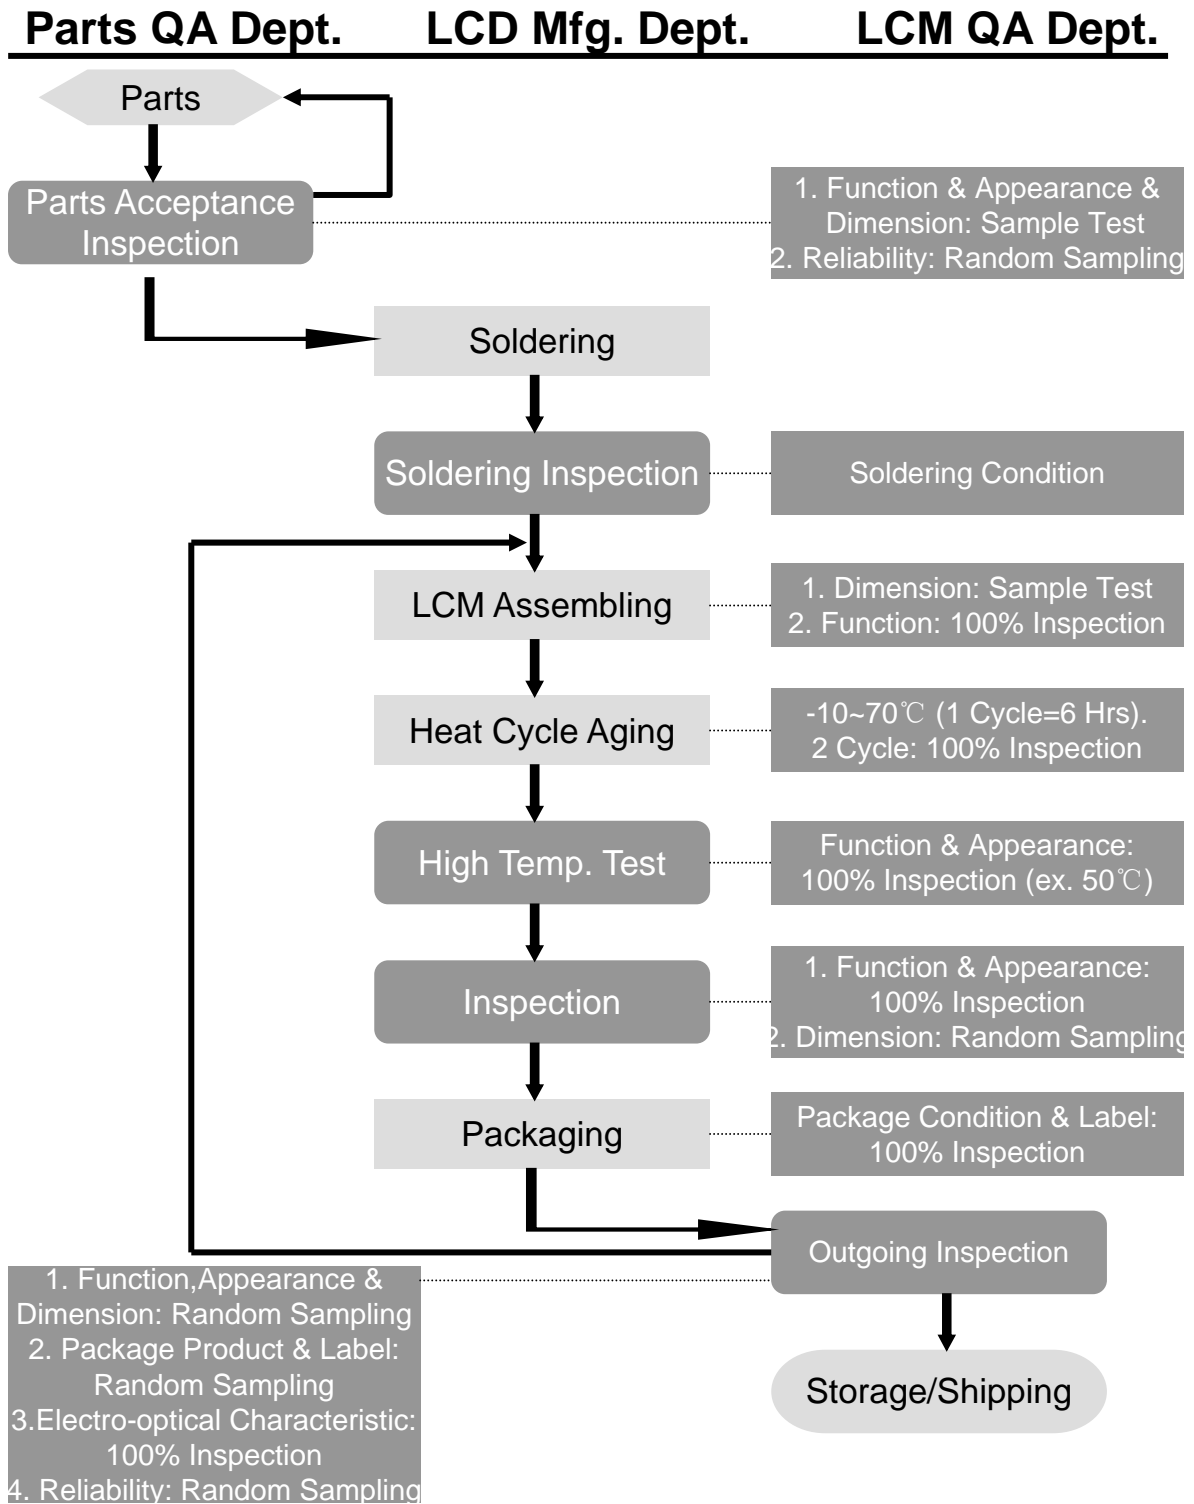 Parts QA Dept. LCD Mfg. Dept. LCM QA Dept.
Parts
Parts Acceptance
Inspection
1. Function & Appearance &
Dimension: Sample Test
2. Reliability: Random Sampling
Soldering
Soldering Inspection
Soldering Condition
LCM Assembling
1. Dimension: Sample Test
2. Function: 100% Inspection
Heat Cycle Aging
-10~70℃ (1 Cycle=6 Hrs).
2 Cycle: 100% Inspection
High Temp. Test
Function & Appearance:
100% Inspection (ex. 50℃)
Inspection
1. Function & Appearance:
100% Inspection
2. Dimension: Random Sampling
Packaging
Package Condition & Label:
100% Inspection
Outgoing Inspection
1. Function,Appearance &
Dimension: Random Sampling
2. Package Product & Label:
Random Sampling
3.Electro-optical Characteristic:
100% Inspection
4. Reliability: Random Sampling
Storage/Shipping